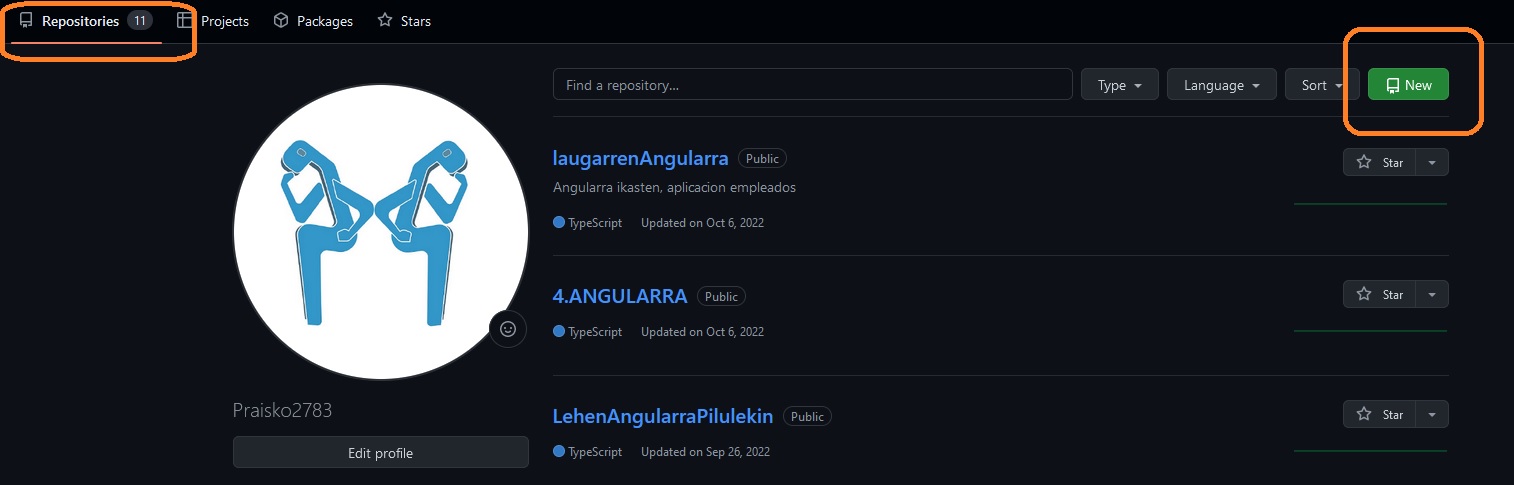 Repositories 11 Projects Packages Stars
Find a repository... Type Language Sort New
laugarrenAngularra Public Star
Angularra ikasten, aplicacion empleados
TypeScript Updated on Oct 6, 2022
4.ANGULARRA Public Star
TypeScript Updated on Oct 6, 2022
Praisko2783
LehenAngularraPilulekin Public Star
Edit profile
TypeScript Updated on Sep 26, 2022